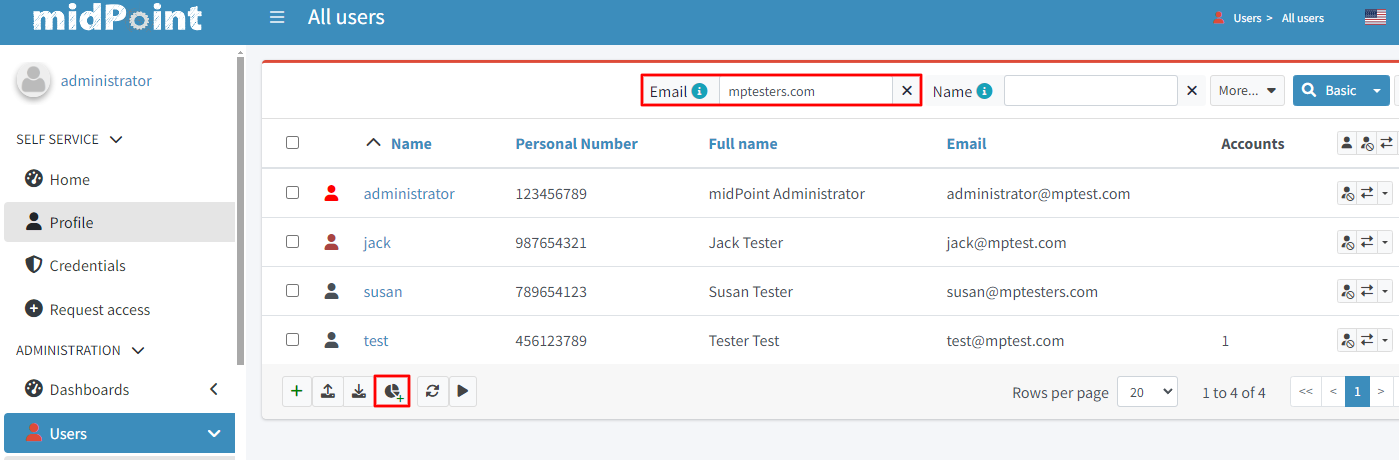 midPoint
All users
Users > All users
administrator
SELF SERVICE
Home
Profile
Credentials
Request access
ADMINISTRATION
Dashboards
Users
Email mptesters.com Name More... Basic
Name Personal Number Full name Email Accounts
administrator 123456789 midPoint Administrator administrator@mptest.com
jack 987654321 Jack Tester jack@mptest.com
susan 789654123 Susan Tester susan@mptesters.com
test 456123789 Tester Test test@mptest.com 1
Rows per page 20 1 to 4 of 4 << < 1 >